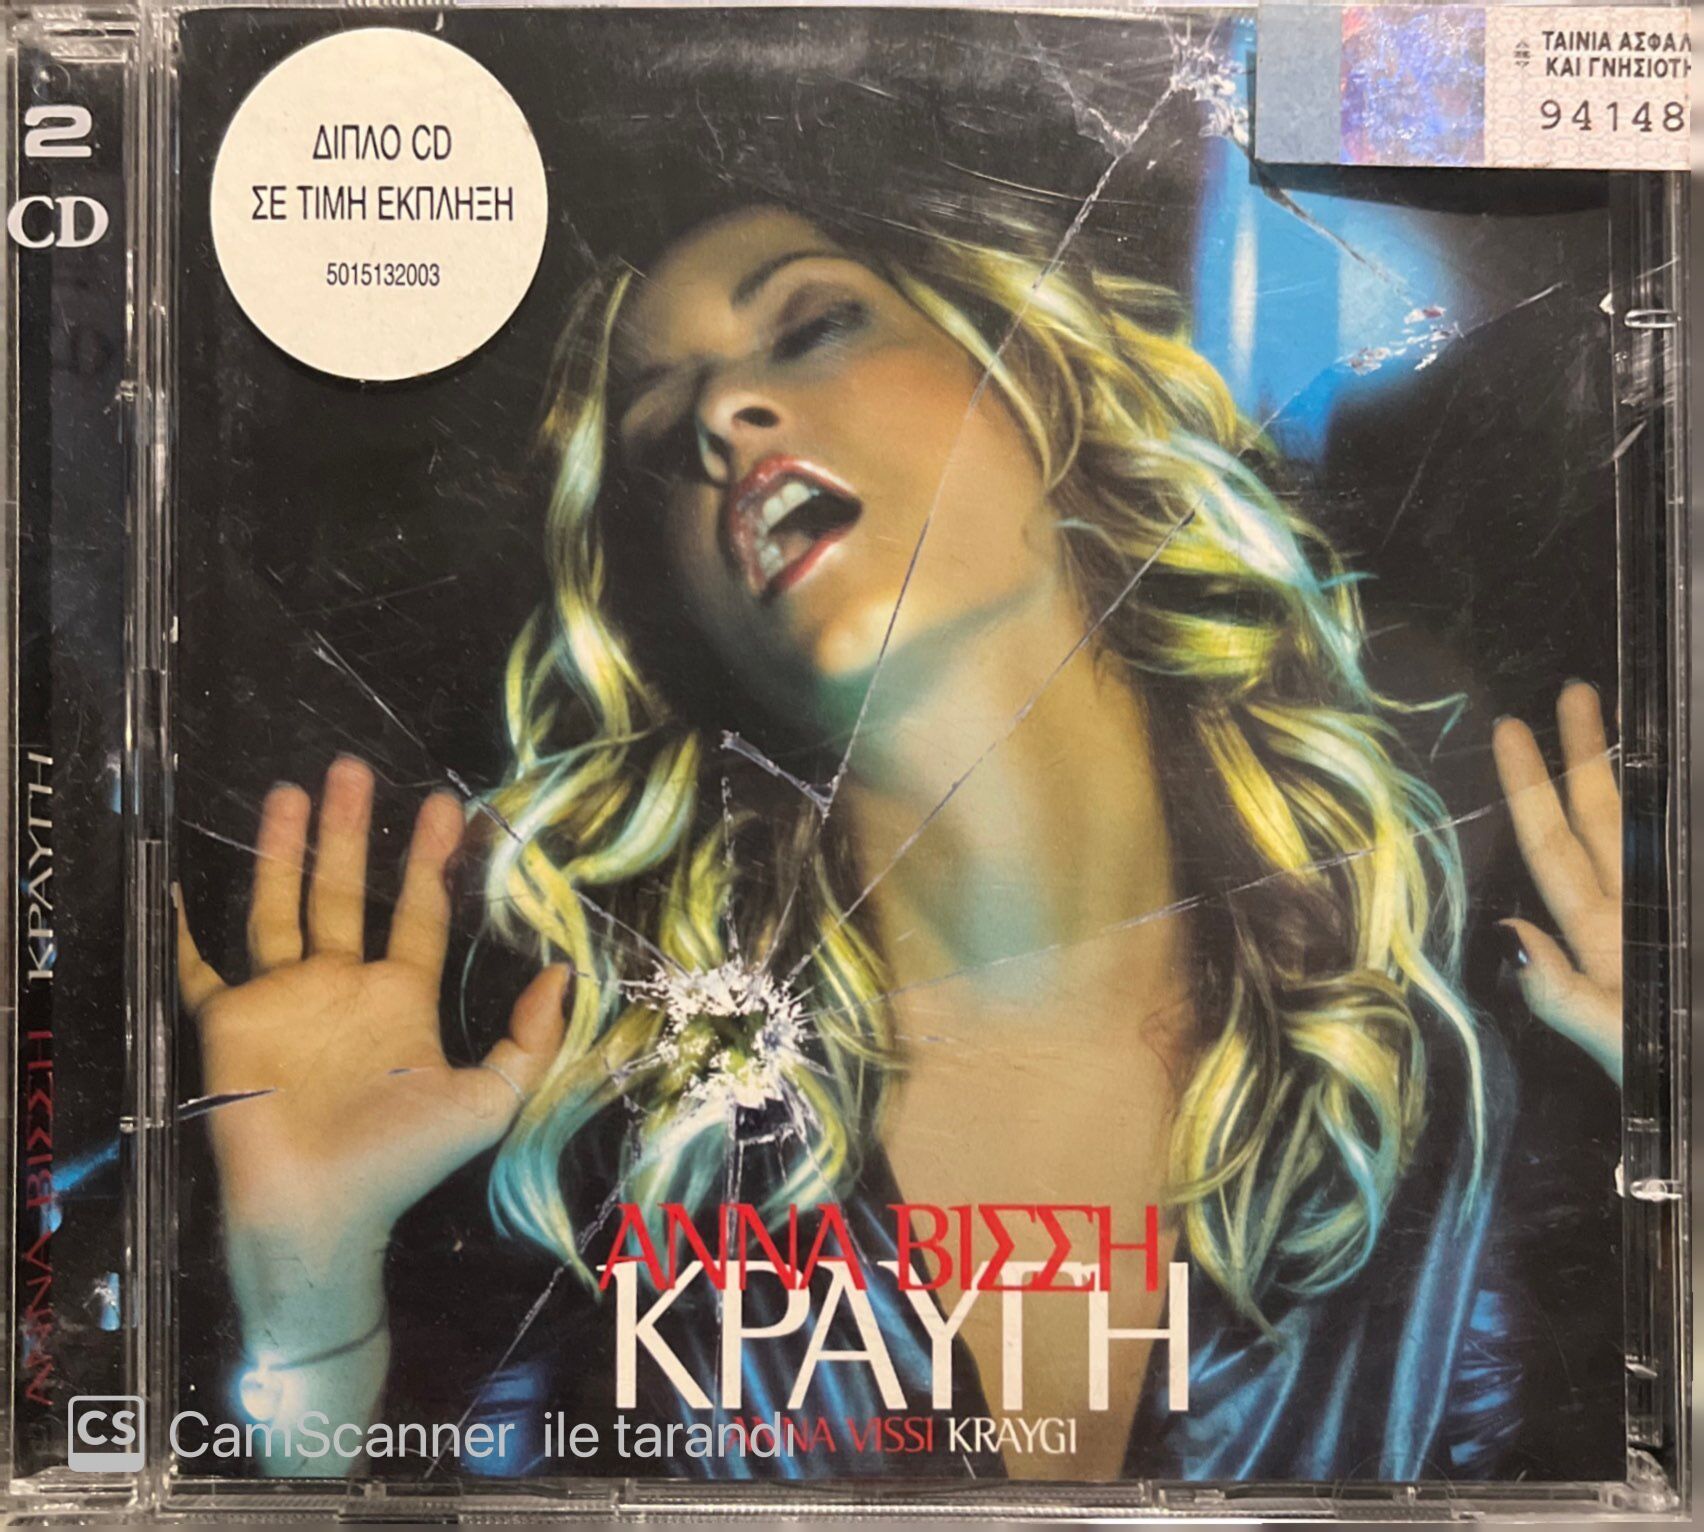 2
CD
ΑΝΝΑ ΒΙΣΣΗ ΚΡΑΥΓΗ
ΔΙΠΛΟ CD
ΣΕ ΤΙΜΗ ΕΚΠΛΗΞΗ
5015132003
ΤΑΙΝΙΑ ΑΣΦΑΛ
ΚΑΙ ΓΝΗΣΙΟΤΗ
94148
ΑΝΝΑ ΒΙΣΣΗ
ΚΡΑΥΓΗ
ANNA VISSI KRAYGI
CS CamScanner ile tarandı